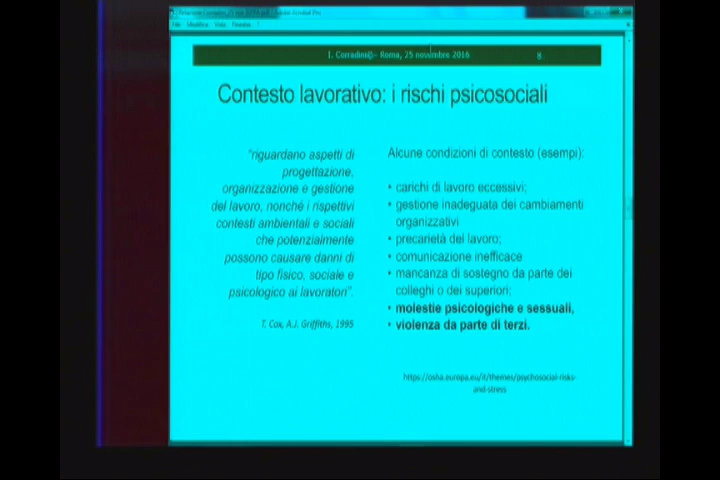 I. Corradini©– Roma, 25 novembre 2016
8
Contesto lavorativo: i rischi psicosociali
"riguardano aspetti di
progettazione,
organizzazione e gestione
del lavoro, nonché i rispettivi
contesti ambientali e sociali
che potenzialmente
possono causare danni di
tipo fisico, sociale e
psicologico ai lavoratori".
T. Cox, A.J. Griffiths, 1995
Alcune condizioni di contesto (esempi):
• carichi di lavoro eccessivi;
• gestione inadeguata dei cambiamenti
organizzativi
• precarietà del lavoro;
• comunicazione inefficace
• mancanza di sostegno da parte dei
colleghi o dei superiori;
• molestie psicologiche e sessuali,
• violenza da parte di terzi.
https://osha.europa.eu/it/themes/psychosocial-risks-
and-stress